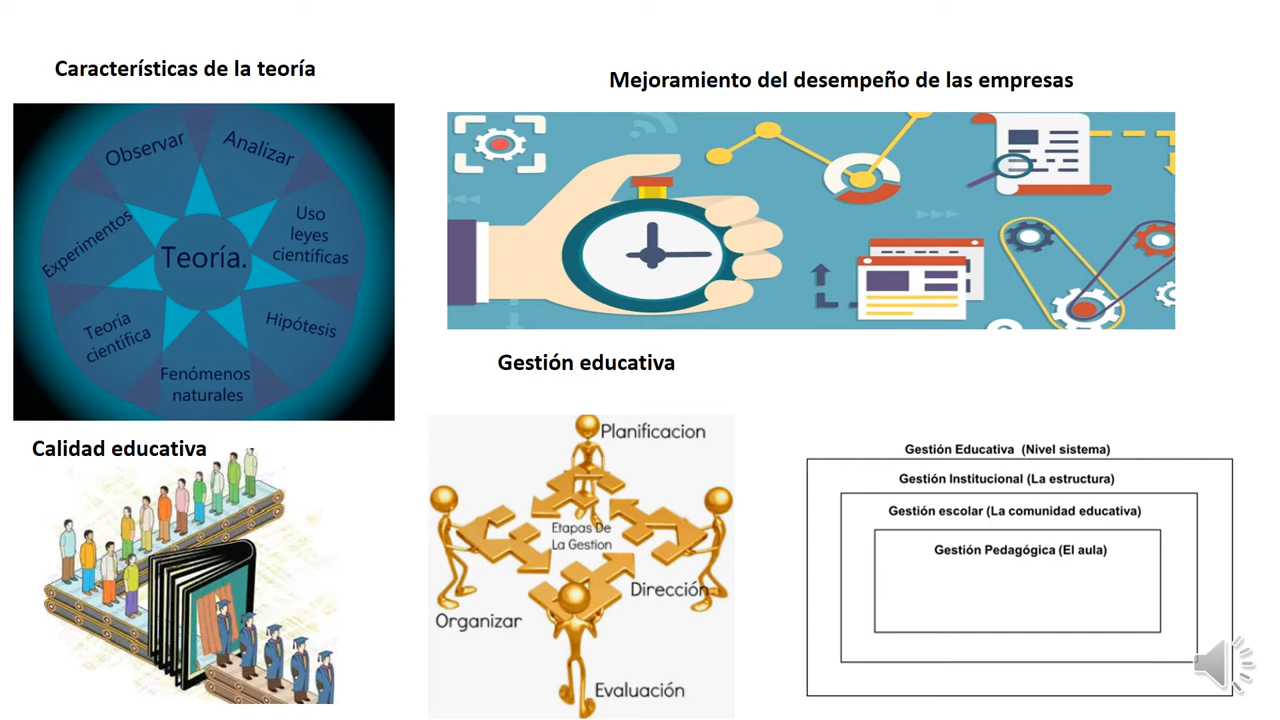 Características de la teoría
Mejoramiento del desempeño de las empresas
Observar
Analizar
Uso
leyes
científicas
Experimentos
Teoría.
Teoría
científica
Hipótesis
Fenómenos
naturales
Gestión educativa
Calidad educativa
Planificacion
Etapas De
La Gestion
Dirección
Organizar
Evaluación
Gestión Educativa (Nivel sistema)
Gestión Institucional (La estructura)
Gestión escolar (La comunidad educativa)
Gestión Pedagógica (El aula)